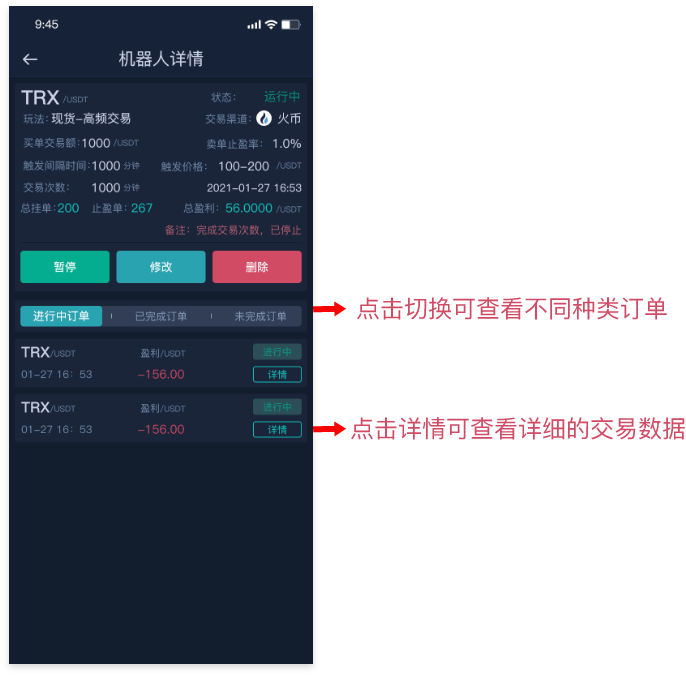 9:45
机器人详情
TRX /USDT 状态： 运行中
玩法：现货-高频交易 交易渠道： 火币
买单交易额：1000 /USDT 卖单止盈率： 1.0%
触发间隔时间：1000 分钟 触发价格： 100-200 /USDT
交易次数： 1000 分钟 2021-01-27 16:53
总挂单：200 止盈单：267 总盈利：56.0000 /USDT
备注：完成交易次数，已停止
暂停 修改 删除
进行中订单 已完成订单 未完成订单
点击切换可查看不同种类订单
TRX/USDT 盈利/USDT 进行中
01-27 16：53 -156.00 详情
TRX/USDT 盈利/USDT 进行中
01-27 16：53 -156.00 详情
点击详情可查看详细的交易数据